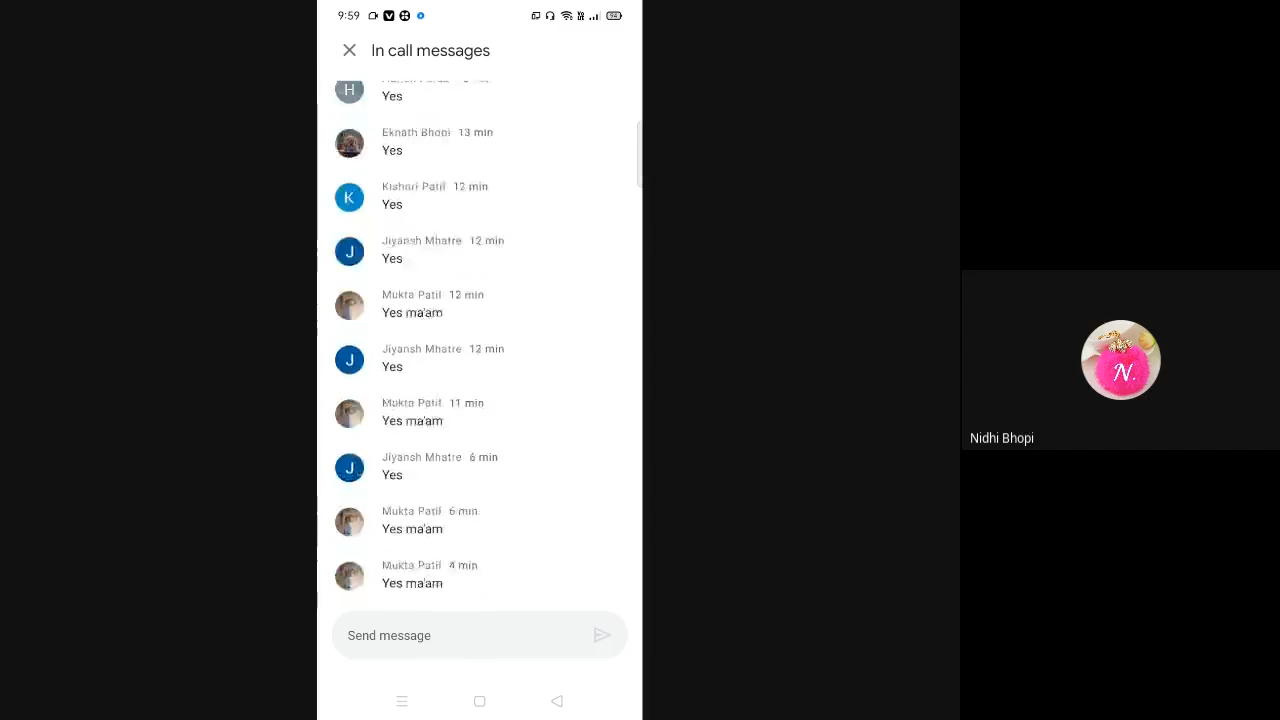 9:59
94
In call messages
H
Yes
Eknath Bhopi 13 min
Yes
K
Kishori Patil 12 min
Yes
J
Jiyansh Mhatre 12 min
Yes
Mukta Patil 12 min
Yes ma'am
J
Jiyansh Mhatre 12 min
Yes
Mukta Patil 11 min
Yes ma'am
J
Jiyansh Mhatre 6 min
Yes
Mukta Patil 6 min
Yes ma'am
Mukta Patil 4 min
Yes ma'am
Send message
N.
Nidhi Bhopi